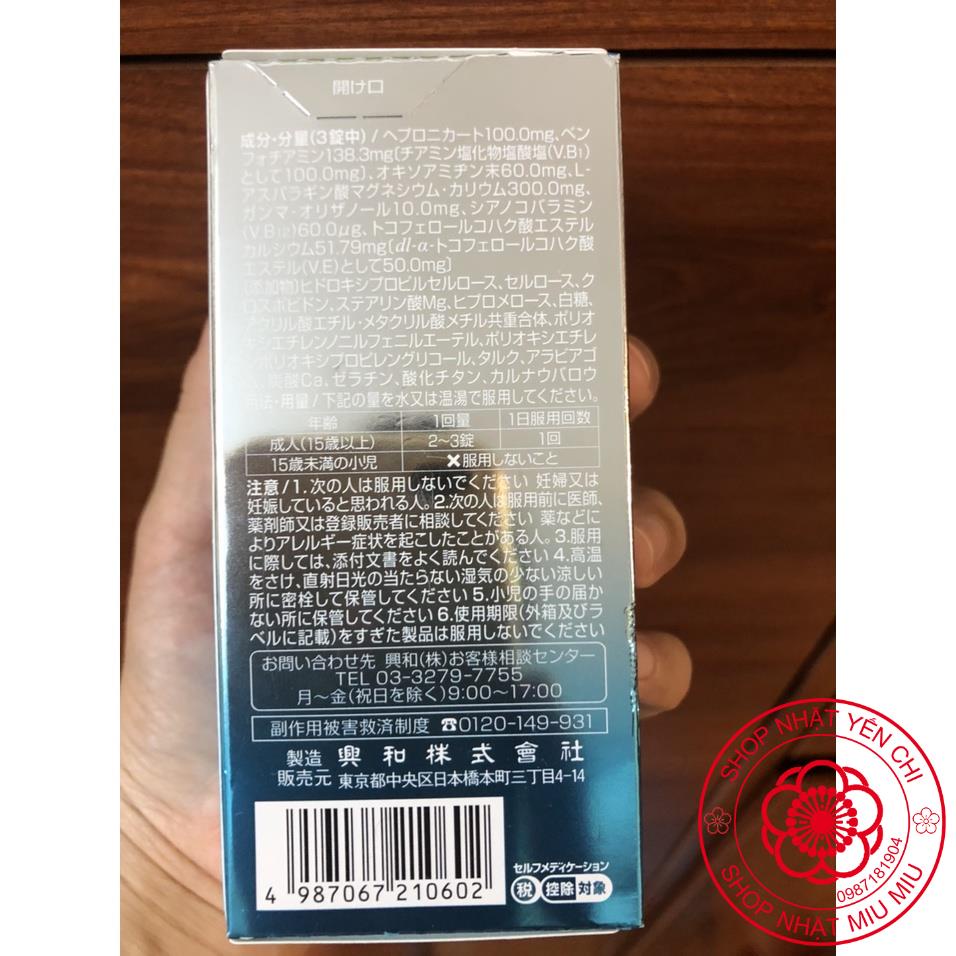 開け口
成分・分量(3錠中)/ヘプロニカート100.0mg、ベン
フォチアミン138.3mg〔チアミン塩化物塩酸塩(V.B1)
として100.0mg〕、オキソアミヂン末60.0mg、L-
アスパラギン酸マグネシウム・カリウム300.0mg、
ガンマ-オリザノール10.0mg、シアノコバラミン
(V.B12)60.0μg、トコフェロールコハク酸エステル
カルシウム51.79mg〔dl-α-トコフェロールコハク酸
エステル(V.E)として50.0mg〕
〔添加物〕ヒドロキシプロピルセルロース、セルロース、ク
ロスポビドン、ステアリン酸Mg、ヒプロメロース、白糖、
アクリル酸エチル・メタクリル酸メチル共重合体、ポリオ
キシエチレンノニルフェニルエーテル、ポリオキシエチレ
ンポリオキシプロピレングリコール、タルク、アラビアゴ
ム、炭酸Ca、ゼラチン、酸化チタン、カルナウバロウ
用法・用量/下記の量を水又は温湯で服用してください。
年齢 1回量 1日服用回数
成人(15歳以上) 2~3錠 1回
15歳未満の小児 ✕服用しないこと
注意/1.次の人は服用しないでください 妊婦又は
妊娠していると思われる人。2.次の人は服用前に医師、
薬剤師又は登録販売者に相談してください 薬などに
よりアレルギー症状を起こしたことがある人。3.服用
に際しては、添付文書をよく読んでください 4.高温
をさけ、直射日光の当たらない湿気の少ない涼しい
所に密栓して保管してください 5.小児の手の届か
ない所に保管してください 6.使用期限(外箱及びラ
ベルに記載)をすぎた製品は服用しないでください
お問い合わせ先 興和(株)お客様相談センター
TEL 03-3279-7755
月~金(祝日を除く)9:00~17:00
副作用被害救済制度 ☎0120-149-931
製造 興和株式會社
販売元 東京都中央区日本橋本町三丁目4-14
4 987067 210602
セルフメディケーション
税 控除 対象
SHOP NHẬT YẾN CHI
0987181904
SHOP NHẬT MIU MIU